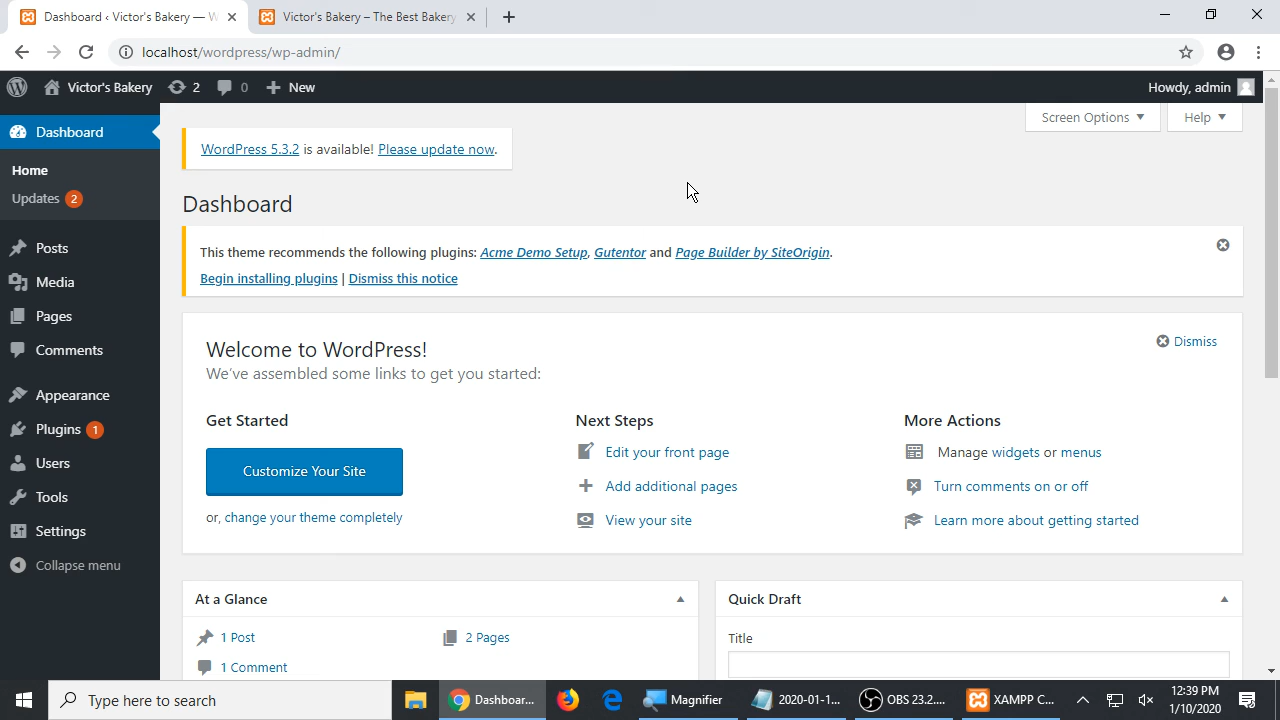 Dashboard ‹ Victor's Bakery — W
Victor's Bakery – The Best Bakery
localhost/wordpress/wp-admin/
Victor's Bakery
2
0
New
Howdy, admin
Dashboard
Home
Updates 2
Posts
Media
Pages
Comments
Appearance
Plugins 1
Users
Tools
Settings
Collapse menu
Screen Options
Help
WordPress 5.3.2 is available! Please update now.
Dashboard
This theme recommends the following plugins: Acme Demo Setup, Gutentor and Page Builder by SiteOrigin.
Begin installing plugins | Dismiss this notice
Welcome to WordPress!
Dismiss
We've assembled some links to get you started:
Get Started
Customize Your Site
or, change your theme completely
Next Steps
Edit your front page
Add additional pages
View your site
More Actions
Manage widgets or menus
Turn comments on or off
Learn more about getting started
At a Glance
1 Post
2 Pages
1 Comment
Quick Draft
Title
Type here to search
Dashboar...
Magnifier
2020-01-1...
OBS 23.2....
XAMPP C...
12:39 PM
1/10/2020